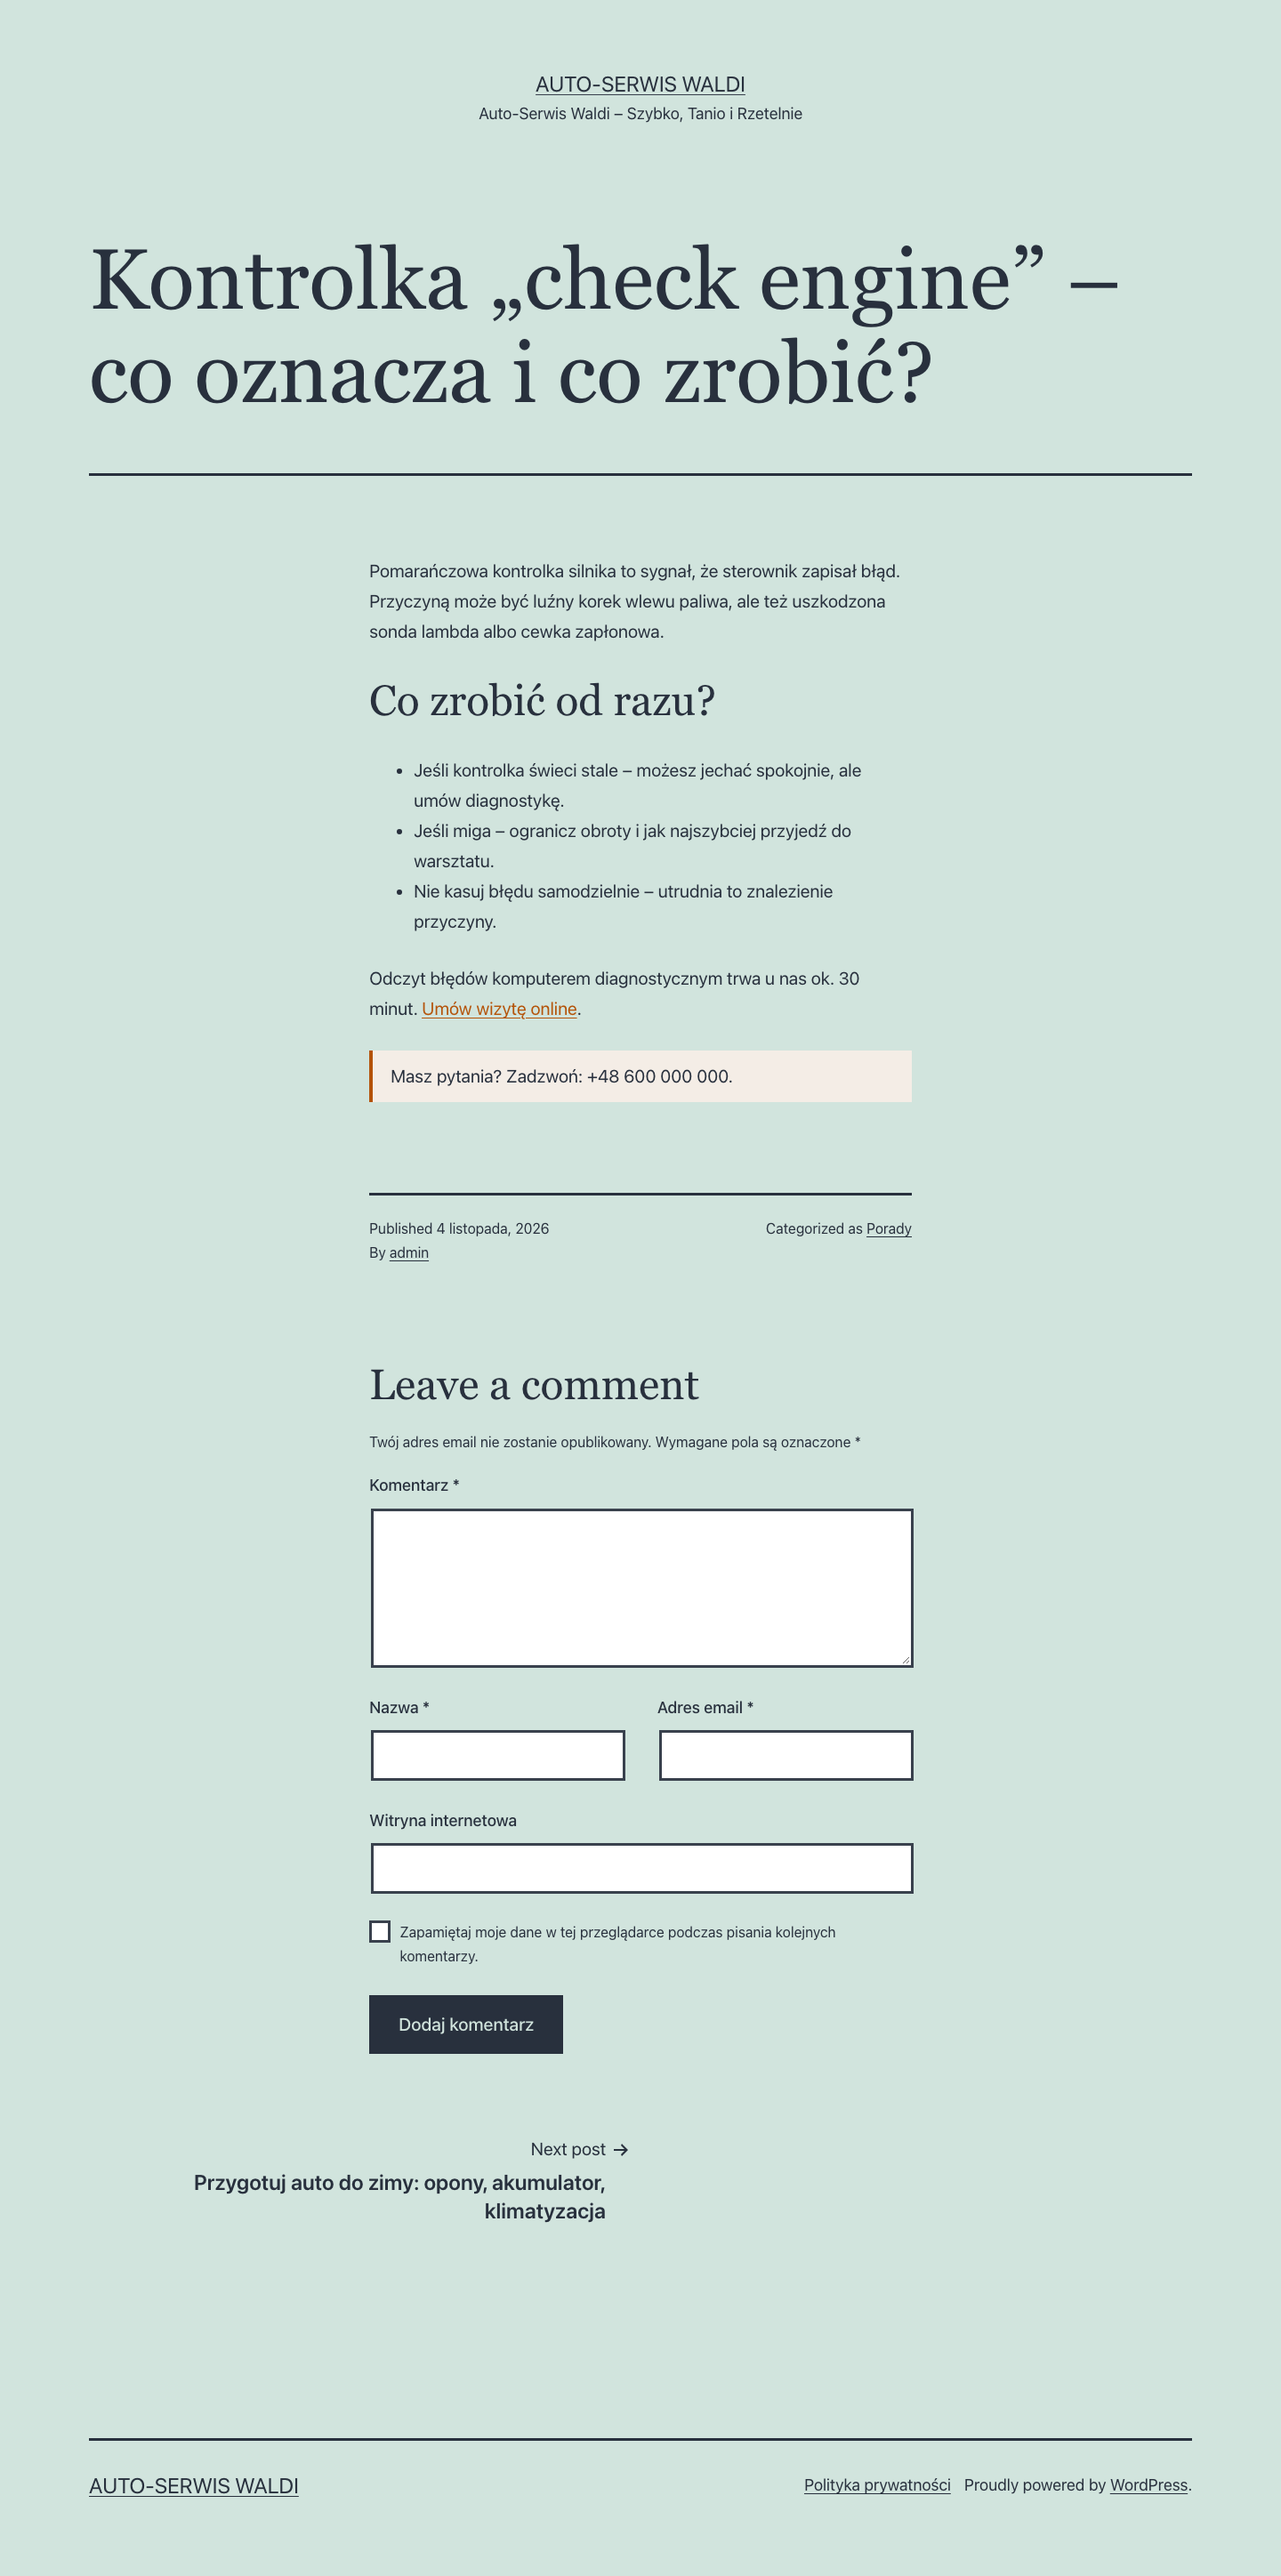 AUTO-SERWIS WALDI
Auto-Serwis Waldi – Szybko, Tanio i Rzetelnie
Kontrolka „check engine” –
co oznacza i co zrobić?
Pomarańczowa kontrolka silnika to sygnał, że sterownik zapisał błąd.
Przyczyną może być luźny korek wlewu paliwa, ale też uszkodzona
sonda lambda albo cewka zapłonowa.
Co zrobić od razu?
• Jeśli kontrolka świeci stale – możesz jechać spokojnie, ale
umów diagnostykę.
• Jeśli miga – ogranicz obroty i jak najszybciej przyjedź do
warsztatu.
• Nie kasuj błędu samodzielnie – utrudnia to znalezienie
przyczyny.
Odczyt błędów komputerem diagnostycznym trwa u nas ok. 30
minut. Umów wizytę online.
Masz pytania? Zadzwoń: +48 600 000 000.
Published 4 listopada, 2026
By admin
Categorized as Porady
Leave a comment
Twój adres email nie zostanie opublikowany. Wymagane pola są oznaczone *
Komentarz *
Nazwa *
Adres email *
Witryna internetowa
Zapamiętaj moje dane w tej przeglądarce podczas pisania kolejnych
komentarzy.
Dodaj komentarz
Next post →
Przygotuj auto do zimy: opony, akumulator,
klimatyzacja
AUTO-SERWIS WALDI
Polityka prywatności Proudly powered by WordPress.